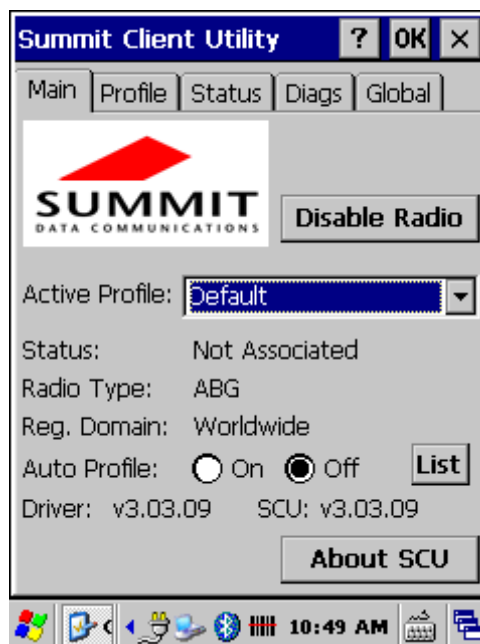 Summit Client Utility ? OK ×
Main Profile Status Diags Global
SUMMIT
DATA COMMUNICATIONS
Disable Radio
Active Profile: Default
Status: Not Associated
Radio Type: ABG
Reg. Domain: Worldwide
Auto Profile: On Off List
Driver: v3.03.09 SCU: v3.03.09
About SCU
10:49 AM